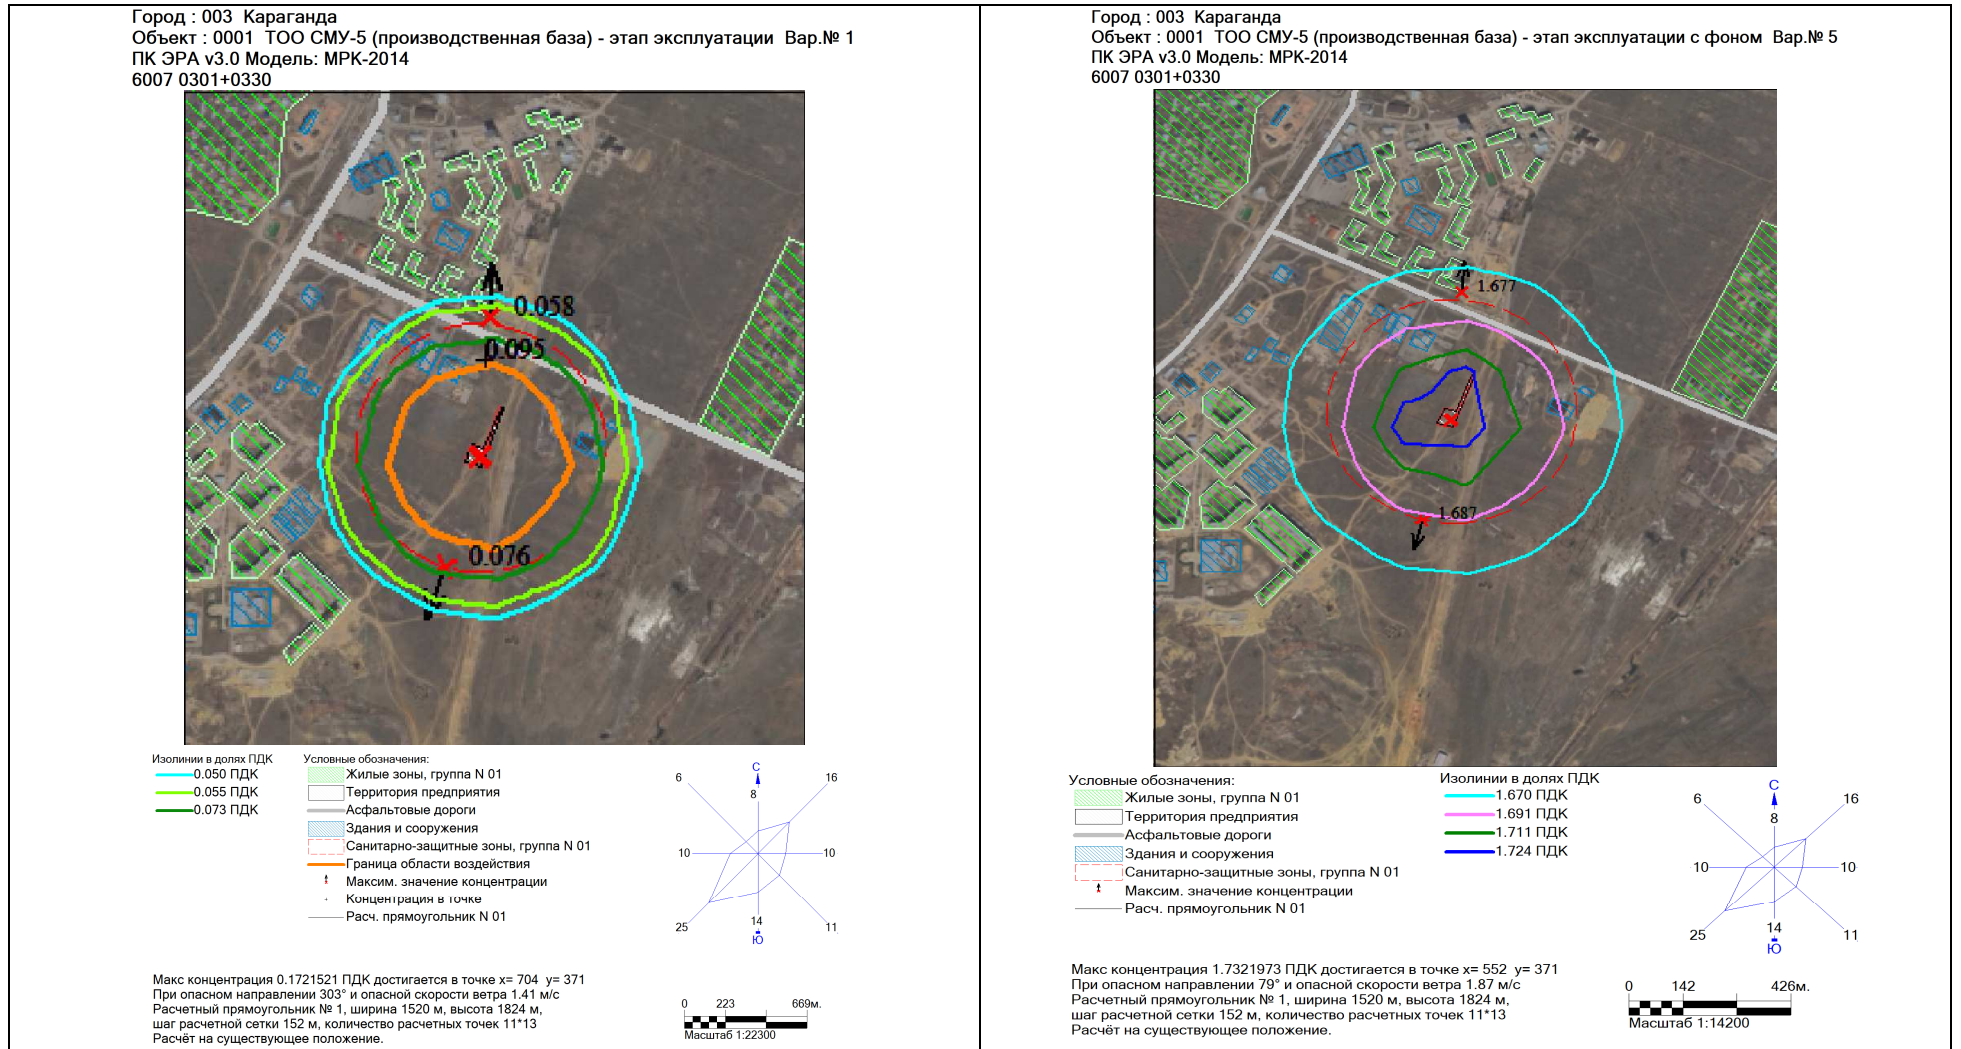 Город : 003 Караганда
Объект : 0001 ТОО СМУ-5 (производственная база) - этап эксплуатации Вар.№ 1
ПК ЭРА v3.0 Модель: МРК-2014
6007 0301+0330
0.058
0.095
0.076
Изолинии в долях ПДК
0.050 ПДК
0.055 ПДК
0.073 ПДК
Условные обозначения:
Жилые зоны, группа N 01
Территория предприятия
Асфальтовые дороги
Здания и сооружения
Санитарно-защитные зоны, группа N 01
Граница области воздействия
Максим. значение концентрации
Концентрация в точке
Расч. прямоугольник N 01
С
6
16
8
10
10
14
25
11
Ю
Макс концентрация 0.1721521 ПДК достигается в точке x= 704 y= 371
При опасном направлении 303° и опасной скорости ветра 1.41 м/с
Расчетный прямоугольник № 1, ширина 1520 м, высота 1824 м,
шаг расчетной сетки 152 м, количество расчетных точек 11*13
Расчёт на существующее положение.
0 223 669м.
Масштаб 1:22300
Город : 003 Караганда
Объект : 0001 ТОО СМУ-5 (производственная база) - этап эксплуатации с фоном Вар.№ 5
ПК ЭРА v3.0 Модель: МРК-2014
6007 0301+0330
1.677
1.687
Условные обозначения:
Жилые зоны, группа N 01
Территория предприятия
Асфальтовые дороги
Здания и сооружения
Санитарно-защитные зоны, группа N 01
Максим. значение концентрации
Расч. прямоугольник N 01
Изолинии в долях ПДК
1.670 ПДК
1.691 ПДК
1.711 ПДК
1.724 ПДК
С
6
16
8
10
10
14
25
11
Ю
Макс концентрация 1.7321973 ПДК достигается в точке x= 552 y= 371
При опасном направлении 79° и опасной скорости ветра 1.87 м/с
Расчетный прямоугольник № 1, ширина 1520 м, высота 1824 м,
шаг расчетной сетки 152 м, количество расчетных точек 11*13
Расчёт на существующее положение.
0 142 426м.
Масштаб 1:14200